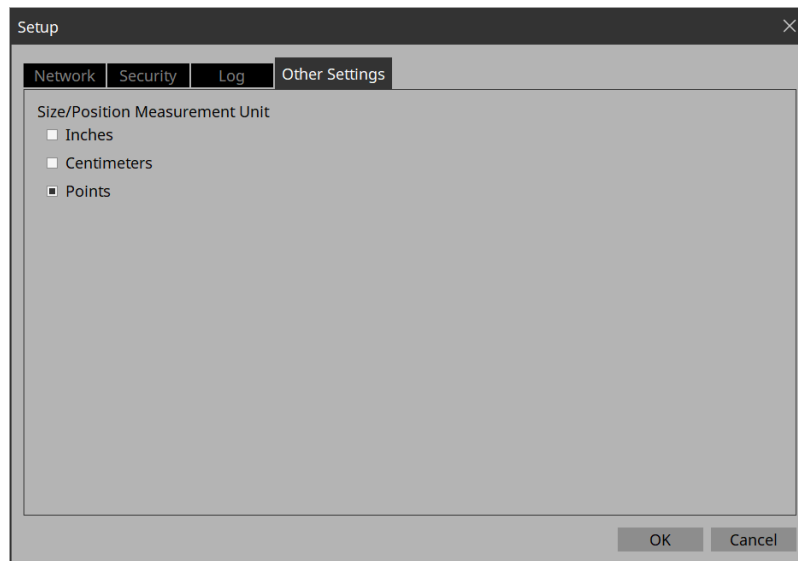 Setup
Network Security Log Other Settings
Size/Position Measurement Unit
Inches
Centimeters
Points
OK Cancel